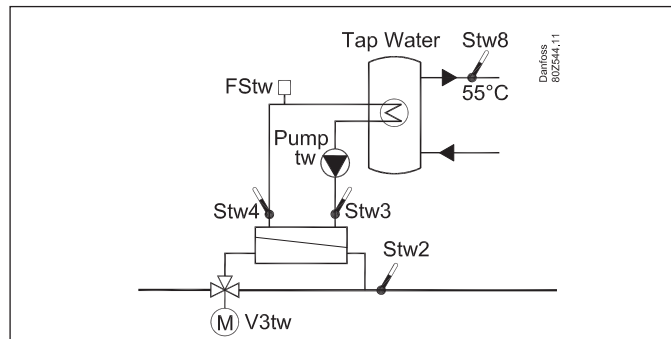 Tap Water
Stw8
Danfoss
80Z544.11
FStw
55°C
Pump
tw
Stw4
Stw3
Stw2
M
V3tw